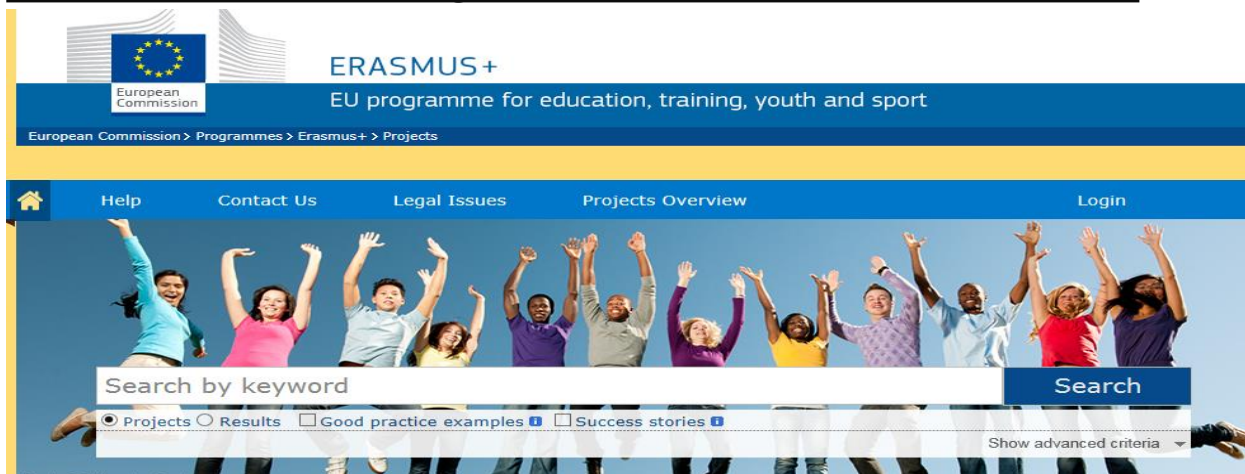 ERASMUS+
European
Commission
EU programme for education, training, youth and sport
European Commission > Programmes > Erasmus+ > Projects
Help Contact Us Legal Issues Projects Overview Login
Search by keyword Search
Projects Results Good practice examples i Success stories i
Show advanced criteria